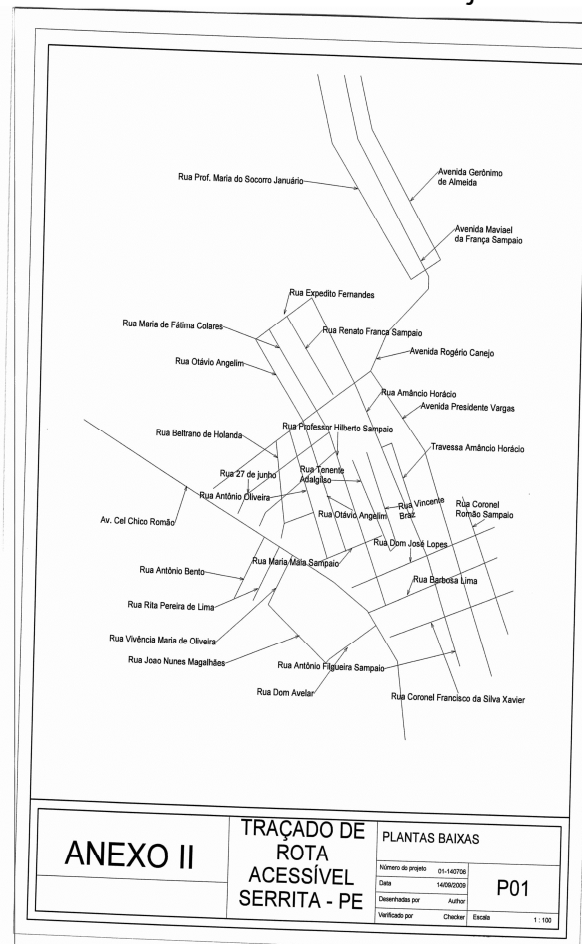 Rua Prof. Maria do Socorro Januário
Avenida Gerônimo
de Almeida
Avenida Maviael
da França Sampaio
Rua Expedito Fernandes
Rua Maria de Fátima Colares
Rua Renato Franca Sampaio
Avenida Rogério Canejo
Rua Otávio Angelim
Rua Amâncio Horácio
Avenida Presidente Vargas
Rua Professor Hilberto Sampaio
Rua Beltrano de Holanda
Travessa Amâncio Horácio
Rua 27 de junho
Rua Tenente
Adalgilso
Rua Antônio Oliveira
Rua Otávio Angelim
Rua Vincente
Braz
Rua Coronel
Romão Sampaio
Av. Cel Chico Romão
Rua Dom José Lopes
Rua Maria Maia Sampaio
Rua Antônio Bento
Rua Barbosa Lima
Rua Rita Pereira de Lima
Rua Vivência Maria de Oliveira
Rua Joao Nunes Magalhães
Rua Antônio Filgueira Sampaio
Rua Dom Avelar
Rua Coronel Francisco da Silva Xavier
ANEXO II
TRAÇADO DE
ROTA
ACESSÍVEL
SERRITA - PE
PLANTAS BAIXAS
Número do projeto 01-140706
Data 14/09/2009
Desenhadas por Author
Verificado por Checker
P01
Escala 1 : 100